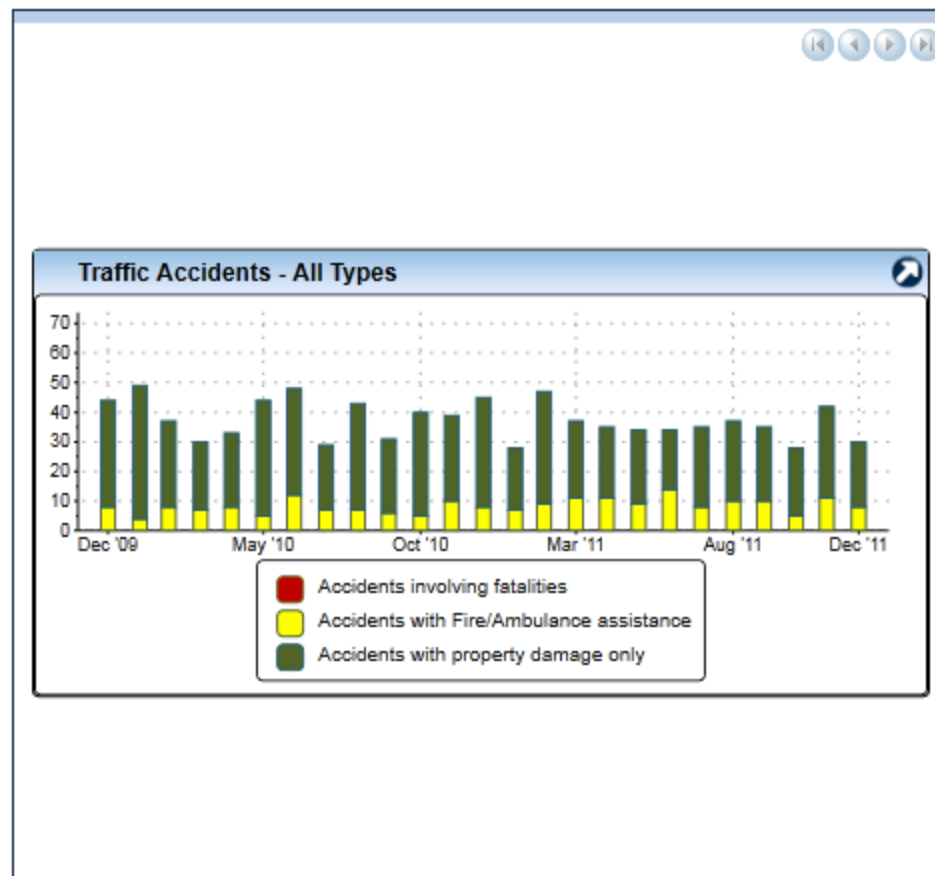 Traffic Accidents - All Types
70
60
50
40
30
20
10
0
Dec '09 May '10 Oct '10 Mar '11 Aug '11 Dec '11
Accidents involving fatalities
Accidents with Fire/Ambulance assistance
Accidents with property damage only